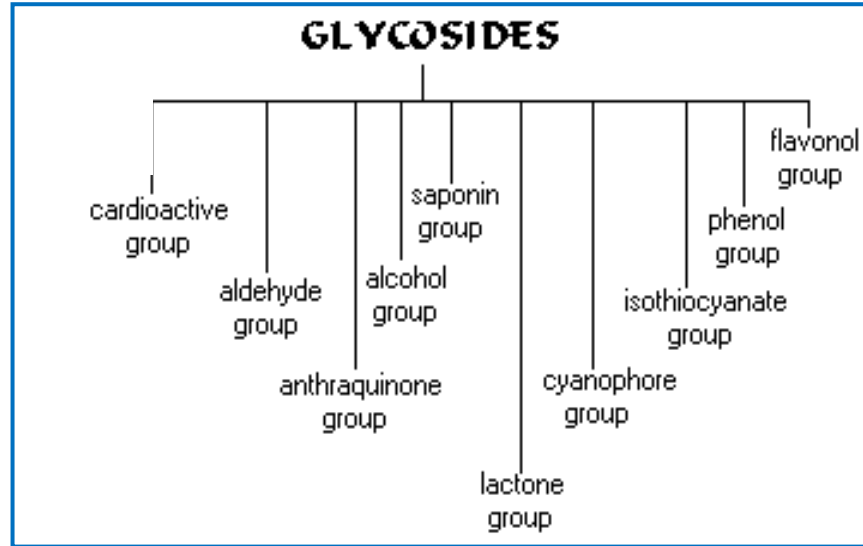 GLYCOSIDES
cardioactive
group
aldehyde
group
anthraquinone
group
alcohol
group
saponin
group
lactone
group
cyanophore
group
isothiocyanate
group
phenol
group
flavonol
group